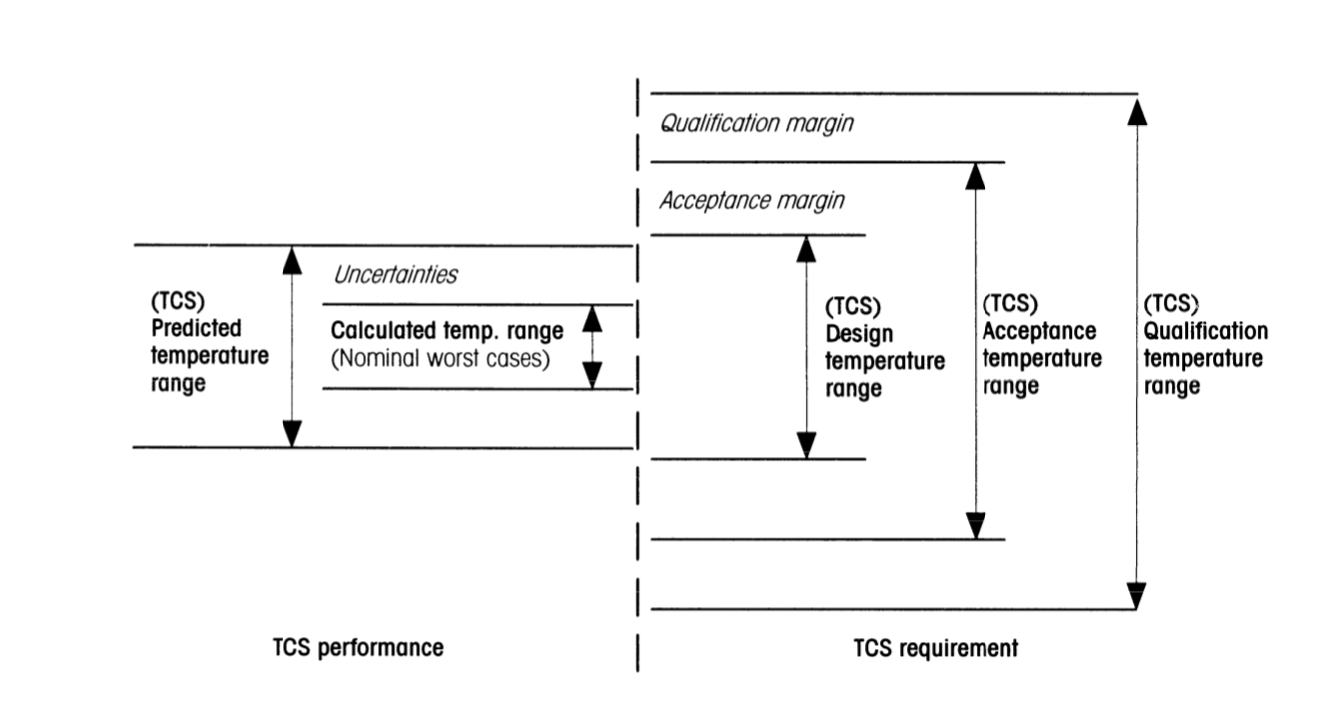 Qualification margin
Acceptance margin
Uncertainties
(TCS)
Predicted
temperature
range
Calculated temp. range
(Nominal worst cases)
(TCS)
Design
temperature
range
(TCS)
Acceptance
temperature
range
(TCS)
Qualification
temperature
range
TCS performance
TCS requirement